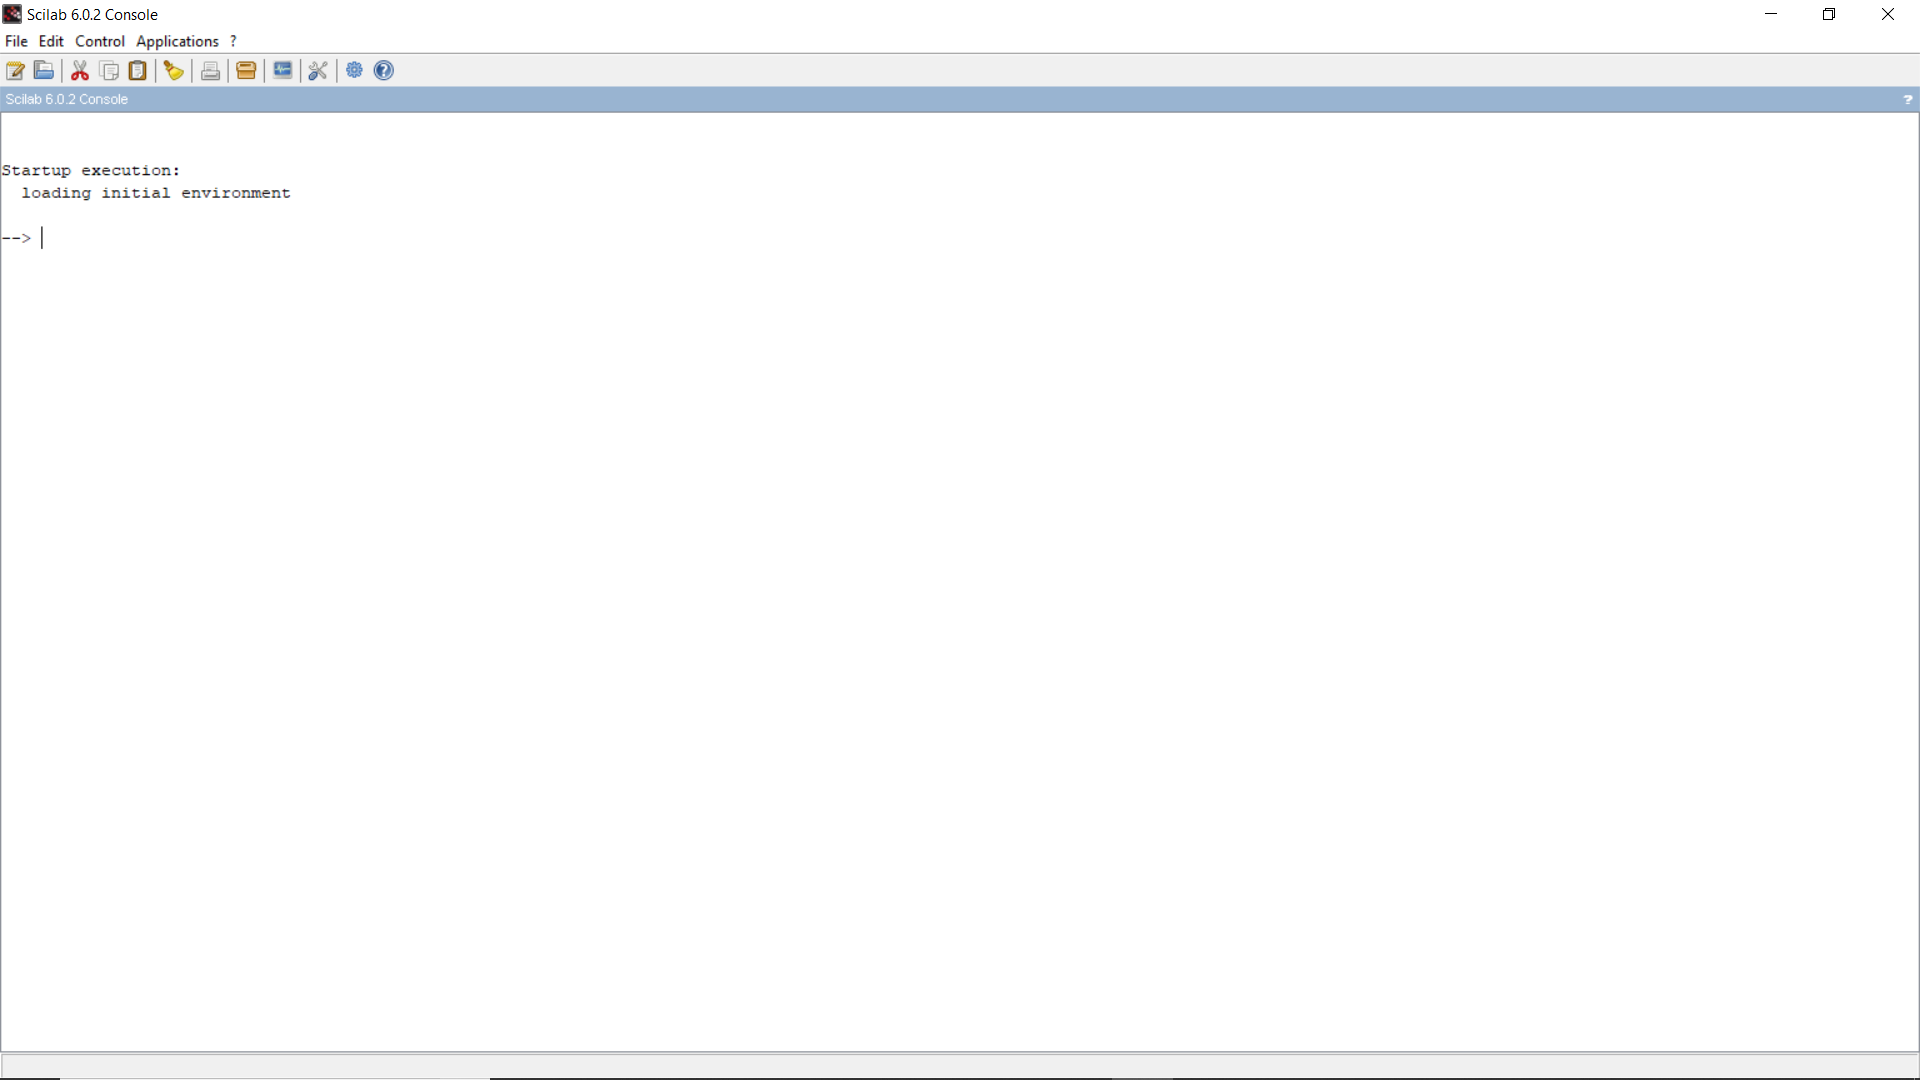 Scilab 6.0.2 Console
File Edit Control Applications ?
Scilab 6.0.2 Console ?
Startup execution:
loading initial environment
-->